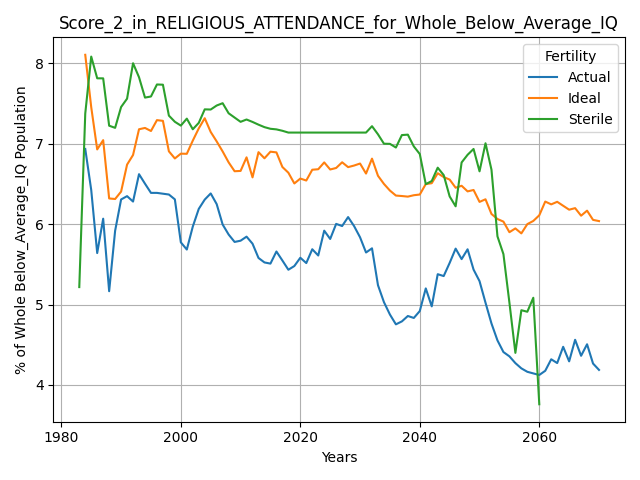 Score_2_in_RELIGIOUS_ATTENDANCE_for_Whole_Below_Average_IQ
Fertility
Actual
Ideal
Sterile
% of Whole Below_Average_IQ Population
8
7
6
5
4
1980
2000
2020
2040
2060
Years